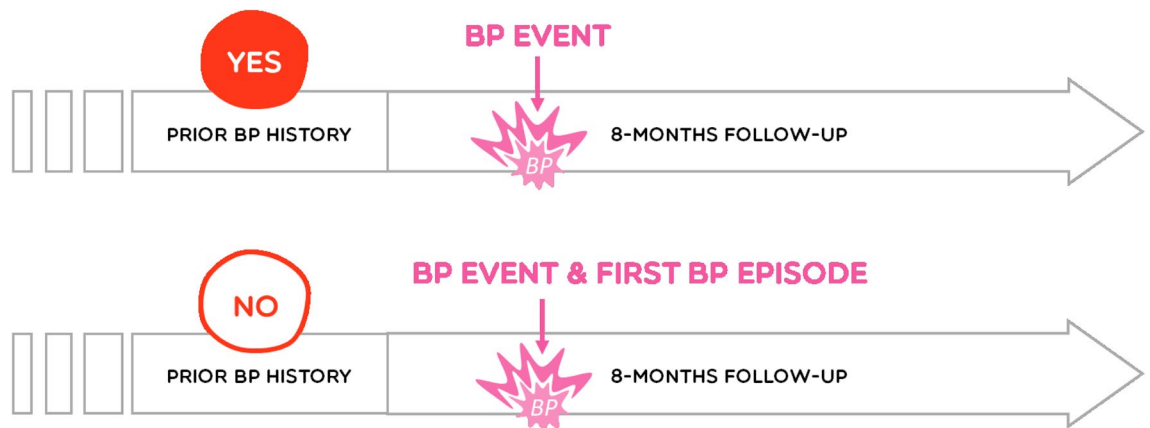 BP EVENT
YES
PRIOR BP HISTORY
8-MONTHS FOLLOW-UP
BP
BP EVENT & FIRST BP EPISODE
NO
PRIOR BP HISTORY
8-MONTHS FOLLOW-UP
BP